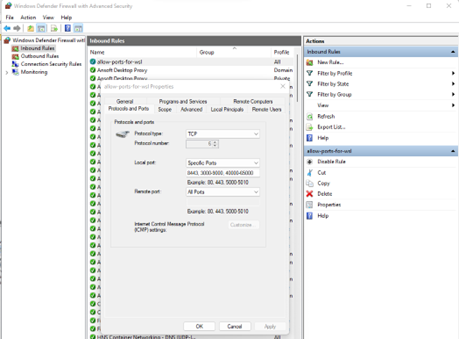 Windows Defender Firewall with Advanced Security
File Action View Help
Windows Defender Firewall wit
Inbound Rules
Outbound Rules
Connection Security Rules
Monitoring
Inbound Rules
Name Group Profile
allow-ports-for-wsl All
Ansoft Desktop Proxy Domain
Ansoft Desktop Proxy
allow-ports-for-wsl Properties
General Programs and Services Remote Computers
Protocols and Ports Scope Advanced Local Principals Remote Users
Protocols and ports
Protocol type: TCP
Protocol number: 6
Local port: Specific Ports
8443, 3000-9000, 40000-65000
Example: 80, 443, 5000-5010
Remote port: All Ports
Example: 80, 443, 5000-5010
Internet Control Message Protocol
(ICMP) settings: Customize...
OK Cancel Apply
HNS Container Networking - DNS (UDP-I... All
Actions
Inbound Rules
New Rule...
Filter by Profile
Filter by State
Filter by Group
View
Refresh
Export List...
Help
allow-ports-for-wsl
Disable Rule
Cut
Copy
Delete
Properties
Help